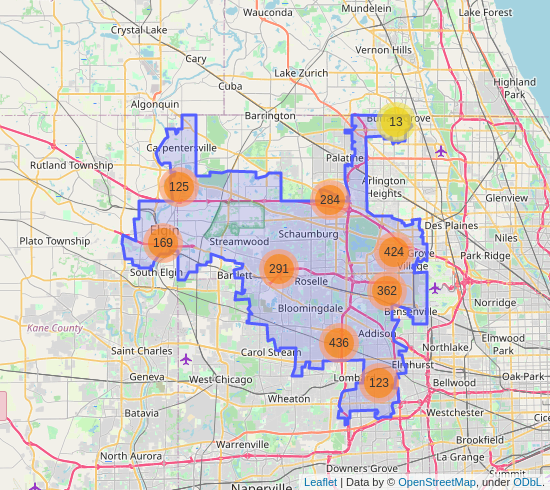 Wauconda
Mundelein
Lake Forest
Crystal Lake
Vernon Hills
Cary
Lake Zurich
Cuba
Highland
Park
Algonquin
Barrington
13
Carpentersville
Palatine
Rutland Township
125
Arlington
Heights
284
Glenview
Des Plaines
Plato Township
Elgin
169
Streamwood
Schaumburg
424
Niles
Park Ridge
South Elgin
Bartlett
291
Roselle
362
Village
Norridge
Bloomingdale
Bensenville
Kane County
Addison
436
Saint Charles
Carol Stream
Northlake
Elmwood
Park
Geneva
West Chicago
123
Elmhurst
Bellwood
Oak Park
Wheaton
Batavia
Westchester
Warrenville
Brookfield
North Aurora
La Grange
Downers Grove
Naperville
Leaflet | Data by © OpenStreetMap, under ODbL.